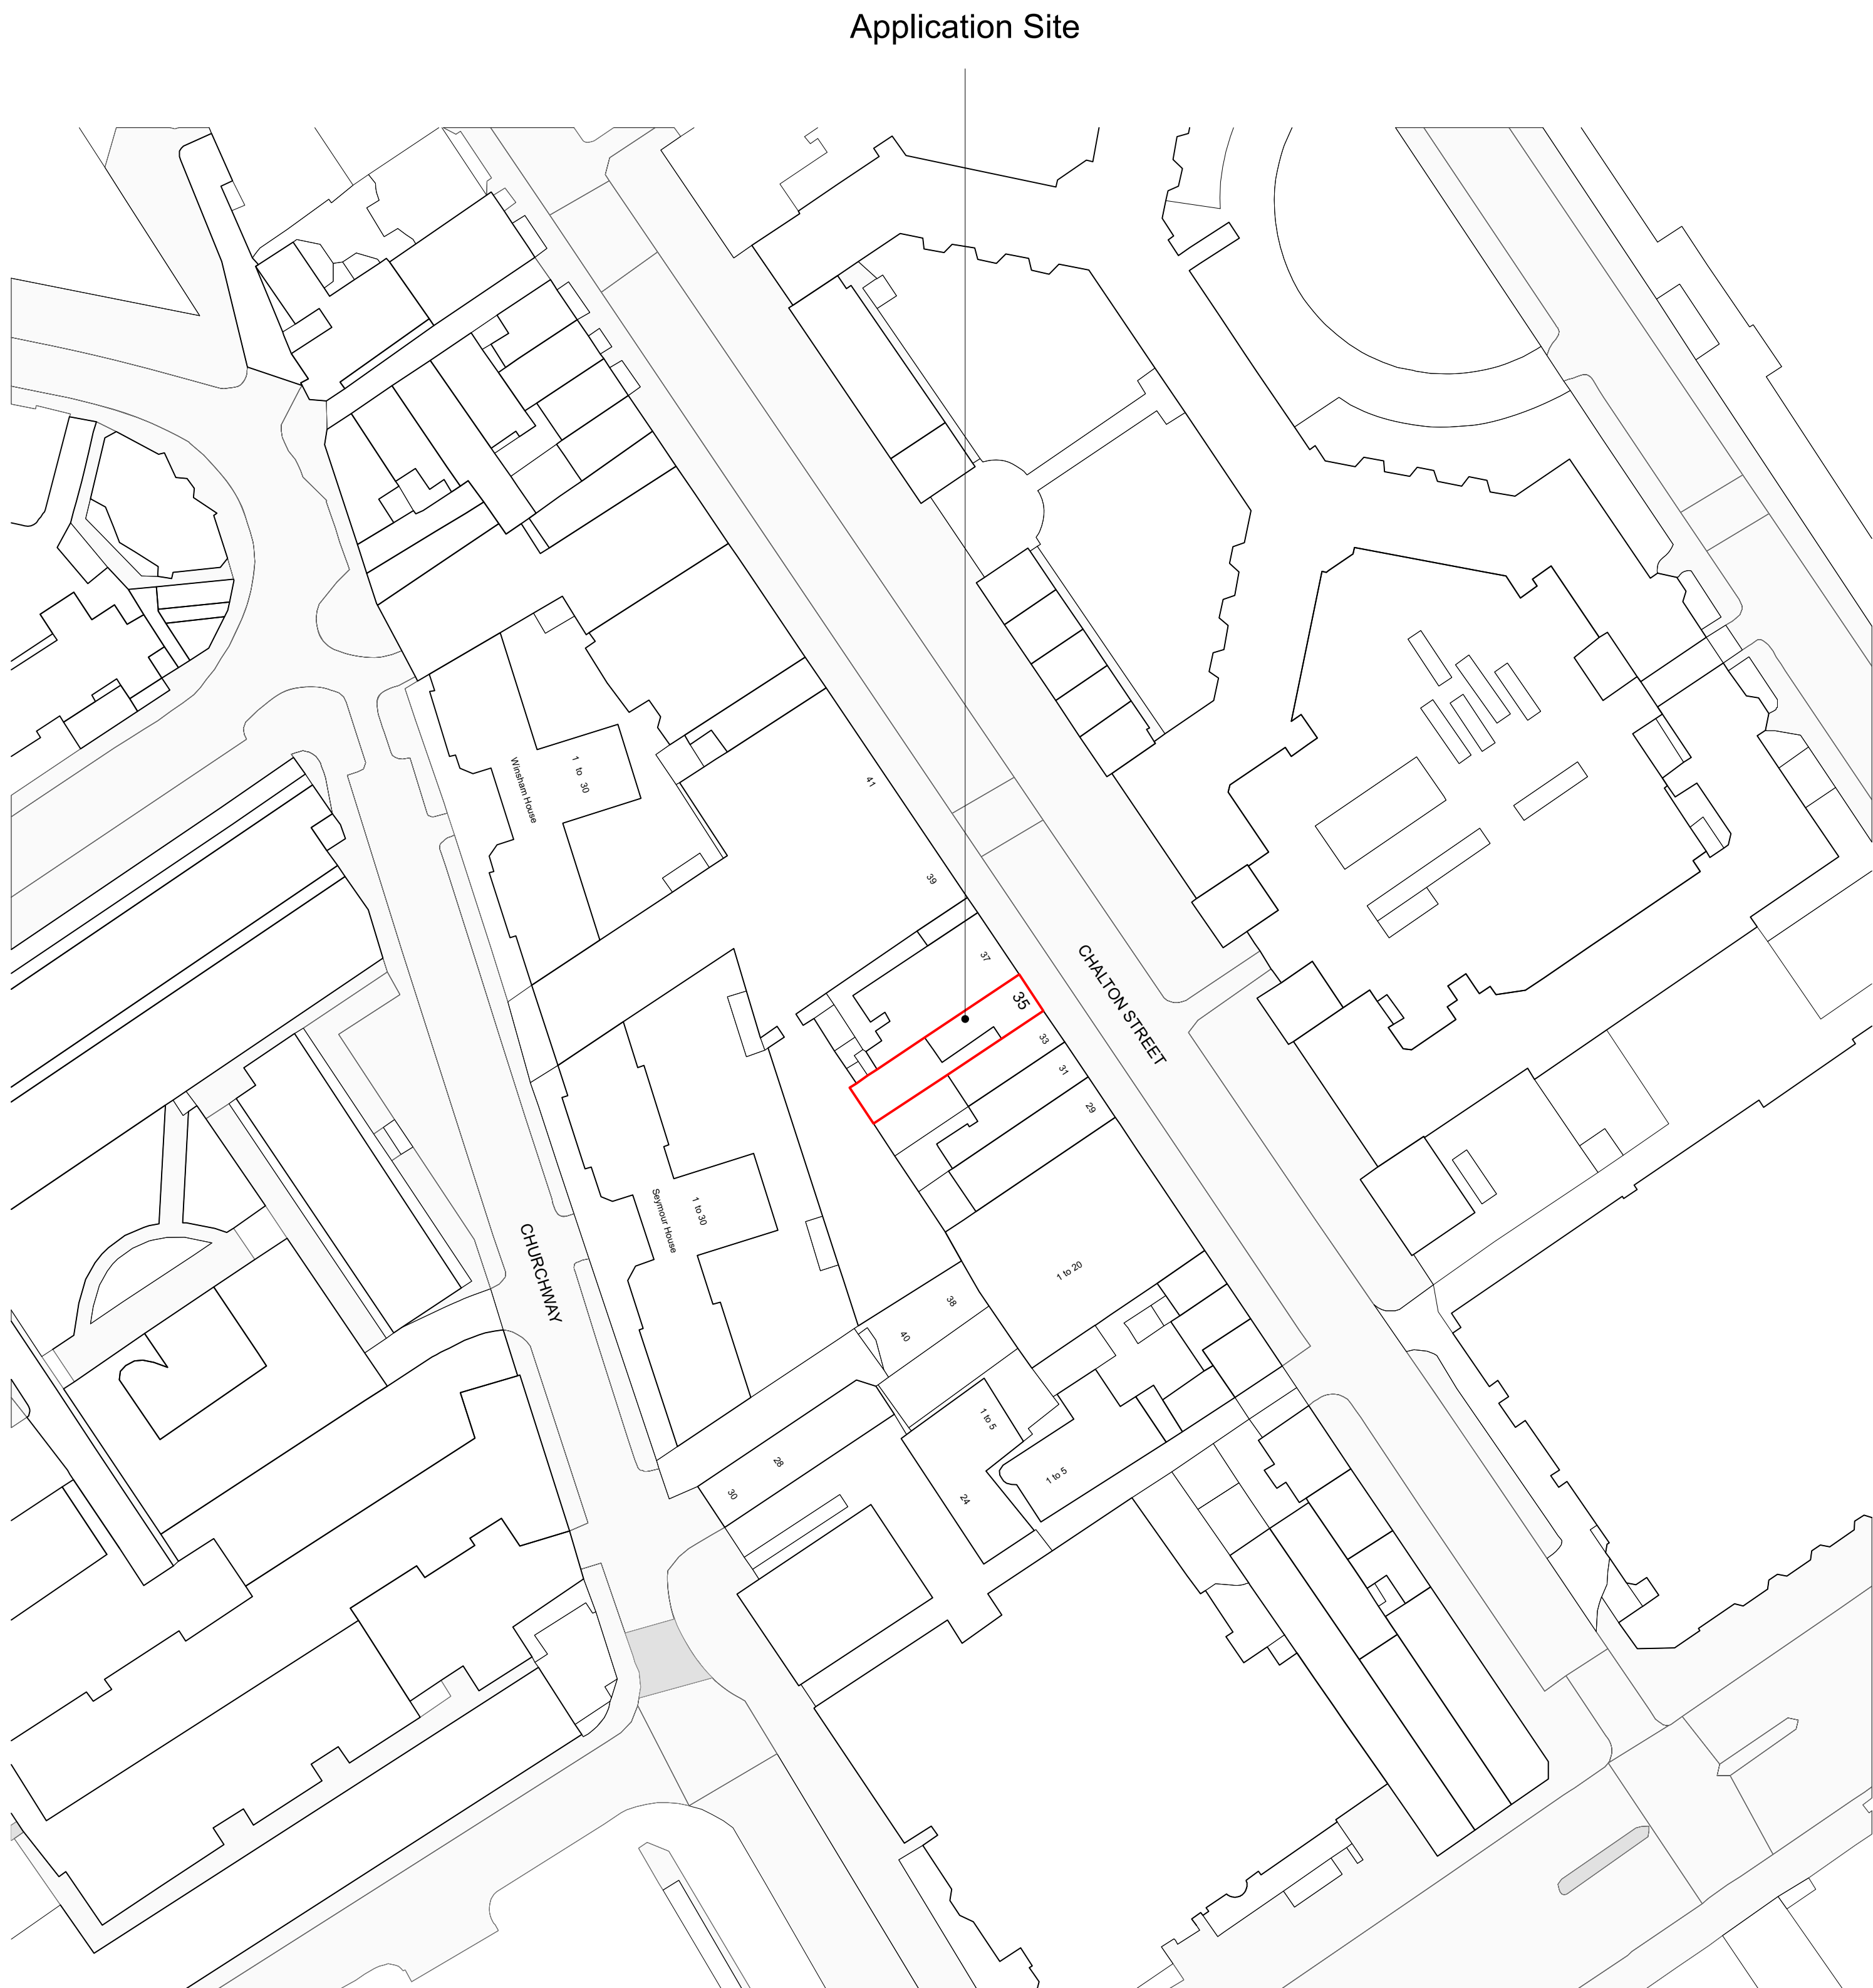 Application Site
41
1 to 30
Winsham House
39
37
35
33
31
29
CHALTON STREET
1 to 30
Seymour House
CHURCHWAY
1 to 20
38
40
1 to 5
28
1 to 5
30
24